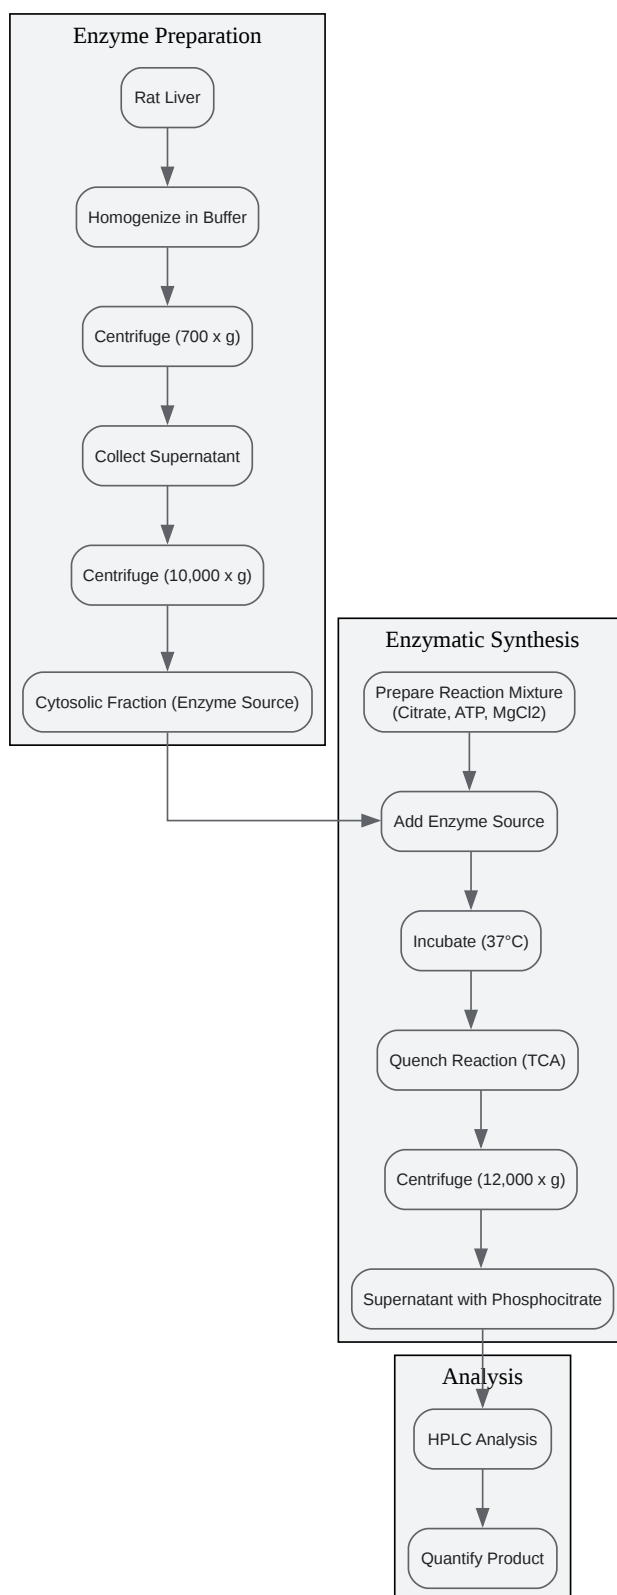 Enzyme Preparation
Rat Liver
Homogenize in Buffer
Centrifuge (700 x g)
Collect Supernatant
Centrifuge (10,000 x g)
Cytosolic Fraction (Enzyme Source)
Enzymatic Synthesis
Prepare Reaction Mixture
(Citrate, ATP, MgCl2)
Add Enzyme Source
Incubate (37°C)
Quench Reaction (TCA)
Centrifuge (12,000 x g)
Supernatant with Phosphocitrate
Analysis
HPLC Analysis
Quantify Product